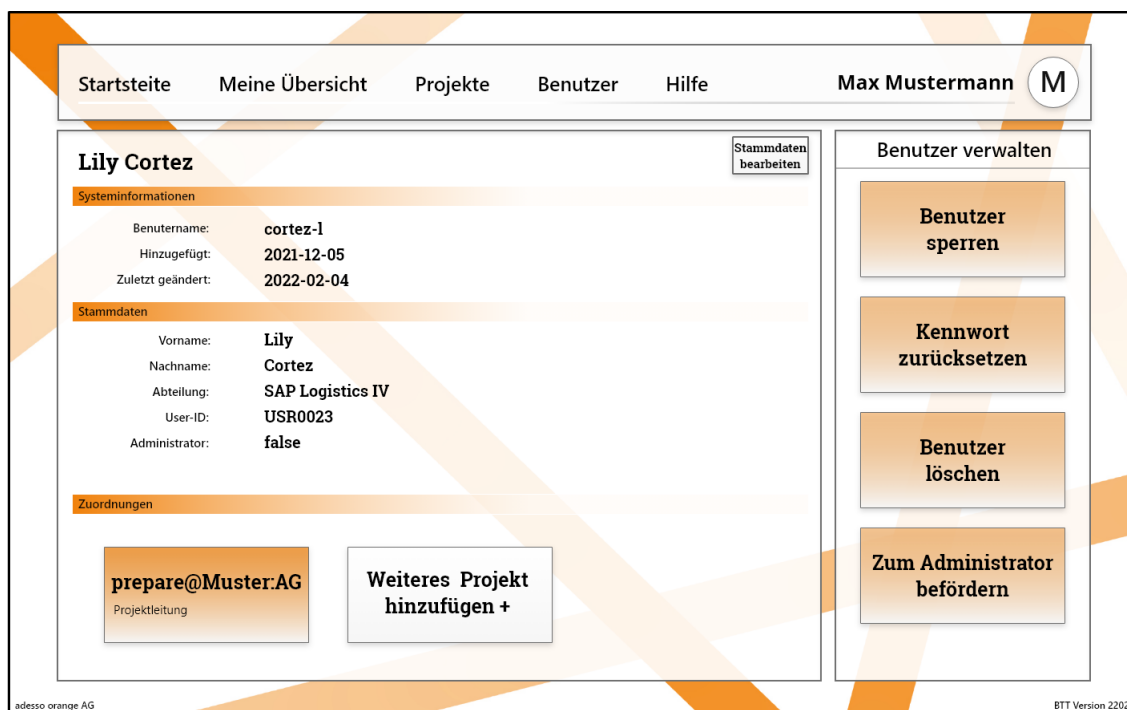 Startsteite Meine Übersicht Projekte Benutzer Hilfe Max Mustermann M
Lily Cortez
Stammdaten
bearbeiten
Systeminformationen
Benutername: cortez-l
Hinzugefügt: 2021-12-05
Zuletzt geändert: 2022-02-04
Stammdaten
Vorname: Lily
Nachname: Cortez
Abteilung: SAP Logistics IV
User-ID: USR0023
Administrator: false
Zuordnungen
prepare@Muster:AG
Projektleitung
Weiteres Projekt
hinzufügen +
Benutzer verwalten
Benutzer
sperren
Kennwort
zurücksetzen
Benutzer
löschen
Zum Administrator
befördern
adesso orange AG
BTT Version 2202